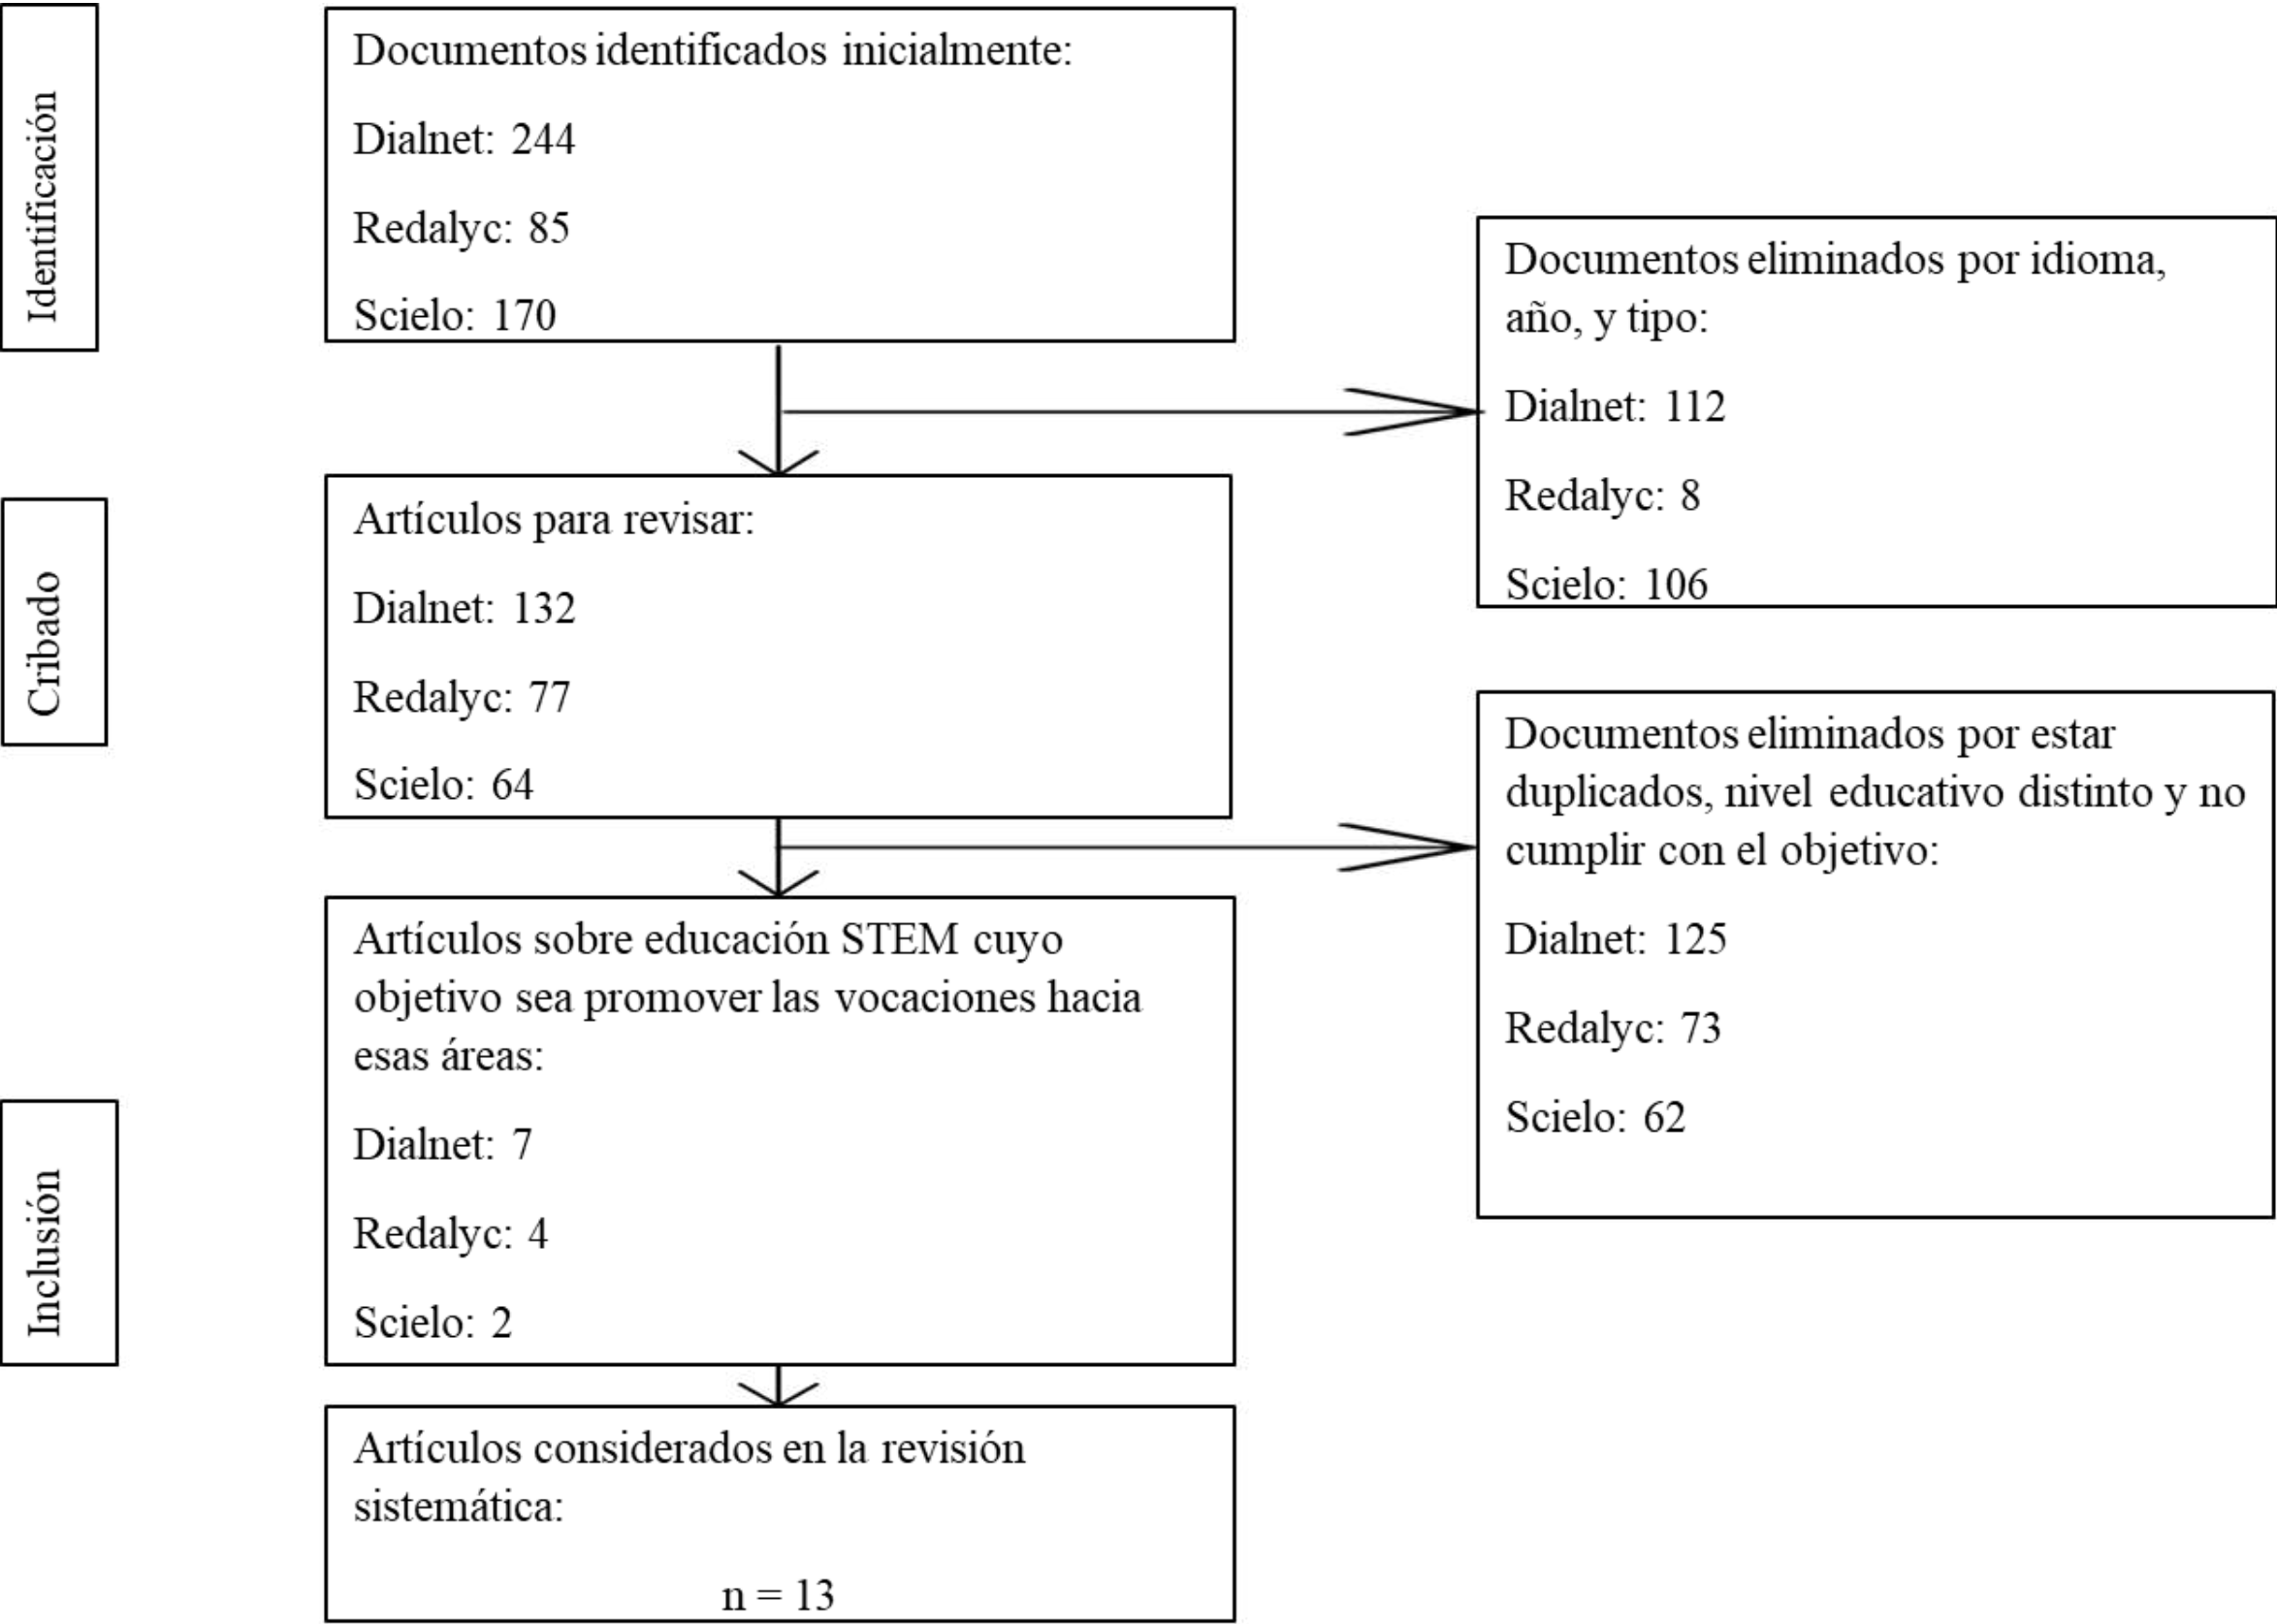 Identificación
Documentos identificados inicialmente:
Dialnet: 244
Redalyc: 85
Scielo: 170
Documentos eliminados por idioma,
año, y tipo:
Dialnet: 112
Redalyc: 8
Scielo: 106
Cribado
Artículos para revisar:
Dialnet: 132
Redalyc: 77
Scielo: 64
Documentos eliminados por estar
duplicados, nivel educativo distinto y no
cumplir con el objetivo:
Dialnet: 125
Redalyc: 73
Scielo: 62
Inclusión
Artículos sobre educación STEM cuyo
objetivo sea promover las vocaciones hacia
esas áreas:
Dialnet: 7
Redalyc: 4
Scielo: 2
Artículos considerados en la revisión
sistemática:
n = 13